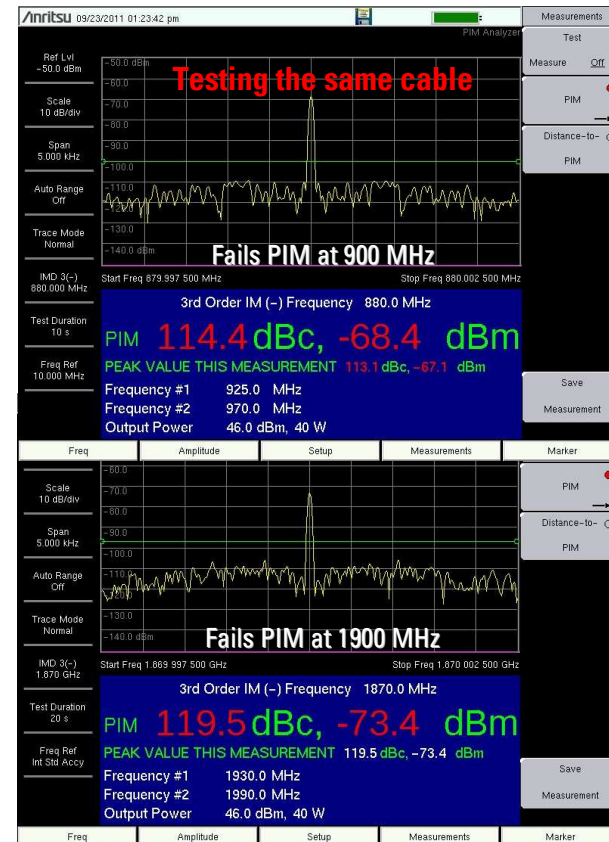 Anritsu 09/23/2011 01:23:42 pm
Measurements
PIM Analyzer
Test
Measure Off
PIM
Distance-to-
PIM
Save
Measurement
Ref Lvl
-50.0 dBm
Scale
10 dB/div
Span
5.000 kHz
Auto Range
Off
Trace Mode
Normal
IMD 3(-)
880.000 MHz
Test Duration
10 s
Freq Ref
10.000 MHz
Testing the same cable
-50.0 dBm
-60.0
-70.0
-80.0
-90.0
-100.0
-110.0
-120.0
-130.0
-140.0 dBm
Fails PIM at 900 MHz
Start Freq 879.997 500 MHz
Stop Freq 880.002 500 MHz
3rd Order IM (-) Frequency 880.0 MHz
PIM 114.4 dBc, -68.4 dBm
PEAK VALUE THIS MEASUREMENT 113.1 dBc, -67.1 dBm
Frequency #1 925.0 MHz
Frequency #2 970.0 MHz
Output Power 46.0 dBm, 40 W
Freq
Amplitude
Setup
Measurements
Marker
Scale
10 dB/div
Span
5.000 kHz
Auto Range
Off
Trace Mode
Normal
IMD 3(-)
1.870 GHz
Test Duration
20 s
Freq Ref
Int Std Accy
-60.0
-70.0
-80.0
-90.0
-100.0
-110.0
-120.0
-130.0
-140.0 dBm
PIM
Distance-to-
PIM
Fails PIM at 1900 MHz
Start Freq 1.869 997 500 GHz
Stop Freq 1.870 002 500 GHz
3rd Order IM (-) Frequency 1870.0 MHz
PIM 119.5 dBc, -73.4 dBm
PEAK VALUE THIS MEASUREMENT 119.5 dBc, -73.4 dBm
Frequency #1 1930.0 MHz
Frequency #2 1990.0 MHz
Output Power 46.0 dBm, 40 W
Save
Measurement
Freq
Amplitude
Setup
Measurements
Marker